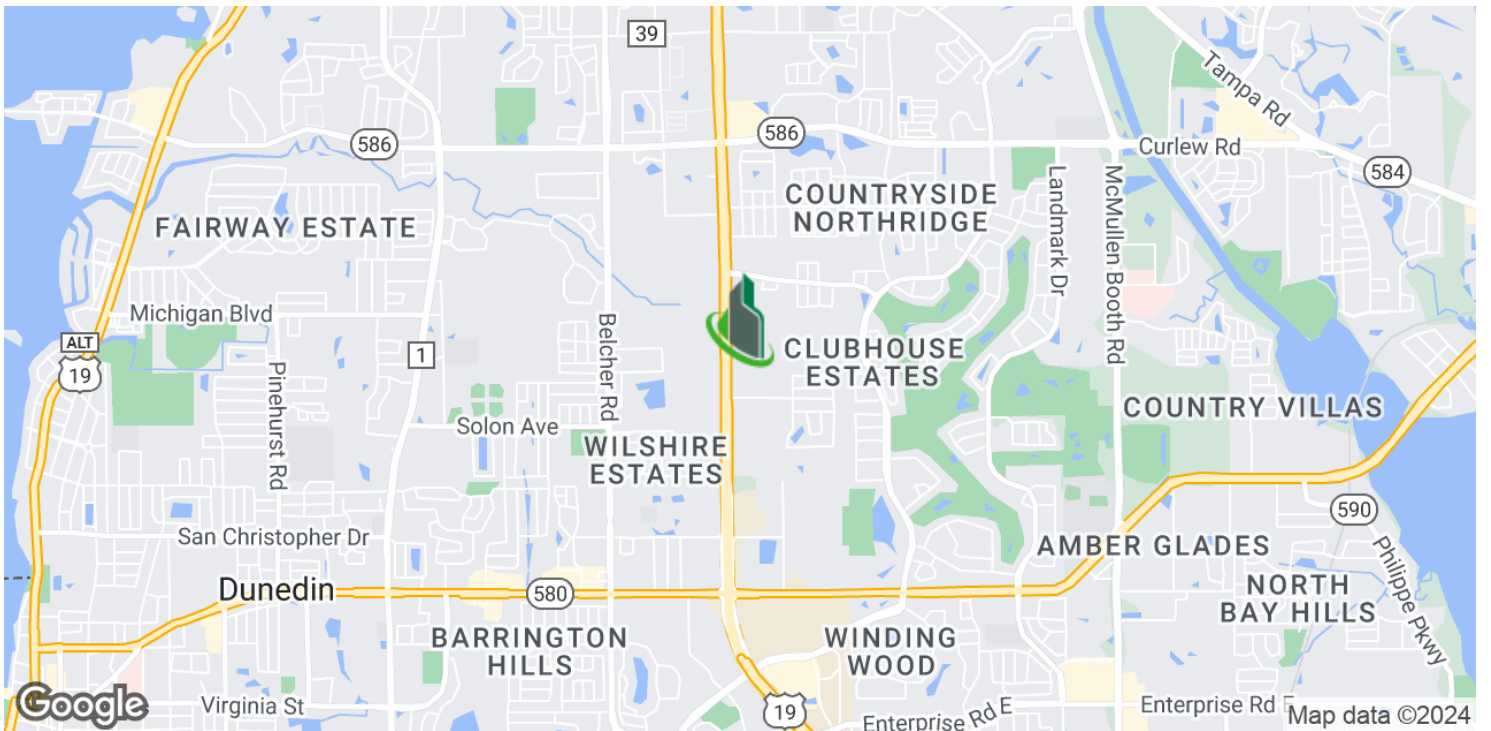 39
Tampa Rd
586
586
Curlew Rd
584
COUNTRYSIDE
NORTHRIDGE
Landmark Dr
McMullen Booth Rd
FAIRWAY ESTATE
Michigan Blvd
ALT
19
1
Belcher Rd
Pinehurst Rd
CLUBHOUSE
ESTATES
COUNTRY VILLAS
Solon Ave
WILSHIRE
ESTATES
590
San Christopher Dr
AMBER GLADES
Philippe Pkwy
Dunedin
580
NORTH
BAY HILLS
BARRINGTON
HILLS
WINDING
WOOD
Google
Virginia St
19
Enterprise Rd E
Enterprise Rd E
Map data ©2024